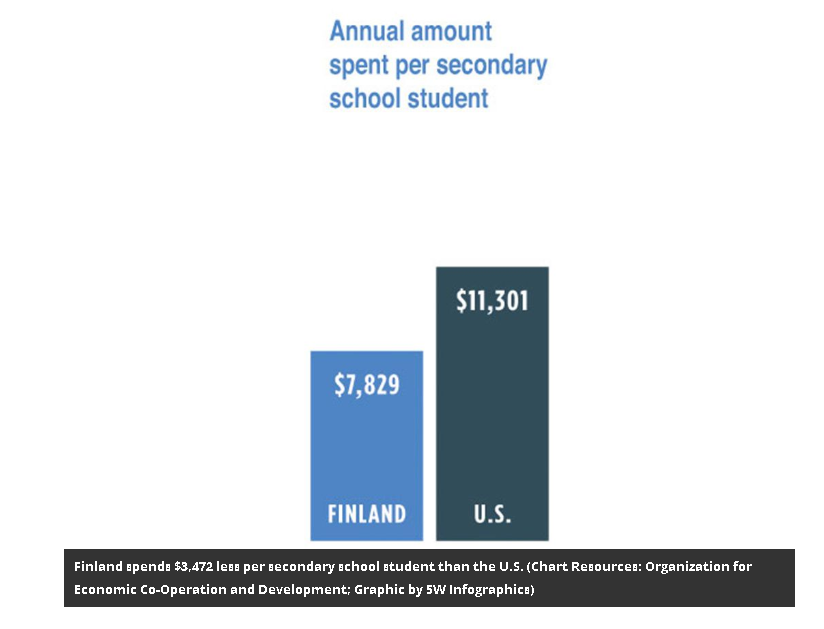 Annual amount
spent per secondary
school student
$11,301
$7,829
FINLAND
U.S.
Finland spends $3,472 less per secondary school student than the U.S. (Chart Resources: Organization for
Economic Co-Operation and Development; Graphic by 5W Infographics)